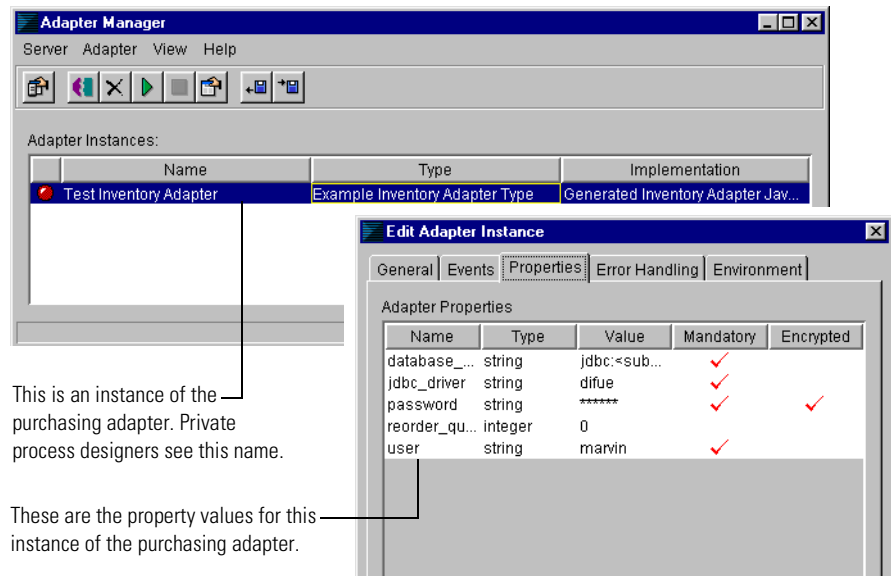 Adapter Manager
Server Adapter View Help
Adapter Instances:
Name Type Implementation
Test Inventory Adapter Example Inventory Adapter Type Generated Inventory Adapter Jav...
Edit Adapter Instance
General Events Properties Error Handling Environment
Adapter Properties
Name Type Value Mandatory Encrypted
database_... string jdbc:<sub...
jdbc_driver string difue
password string ******
reorder_qu... integer 0
user string marvin
This is an instance of the
purchasing adapter. Private
process designers see this name.
These are the property values for this
instance of the purchasing adapter.